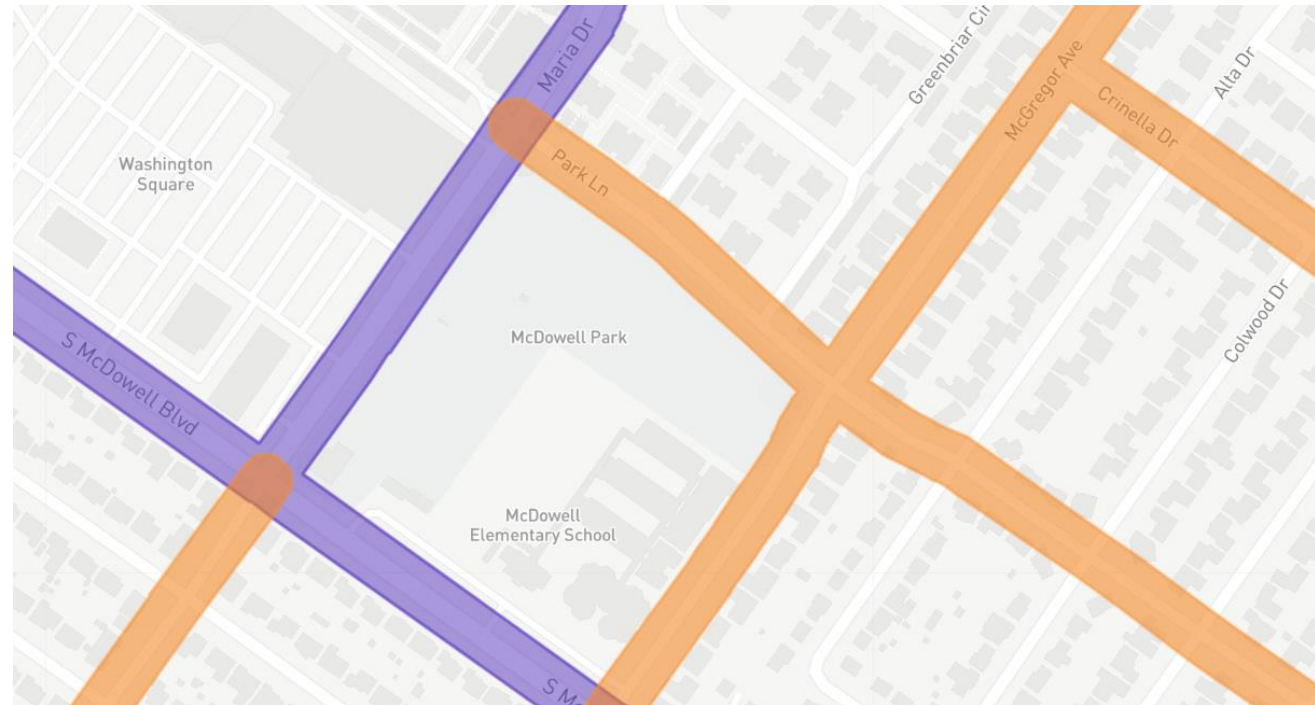 Maria Dr
Greenbriar Cir
McGregor Ave
Alta Dr
Crinella Dr
Washington
Square
Park Ln
Colwood Dr
McDowell Park
S McDowell Blvd
McDowell
Elementary School
S Mc